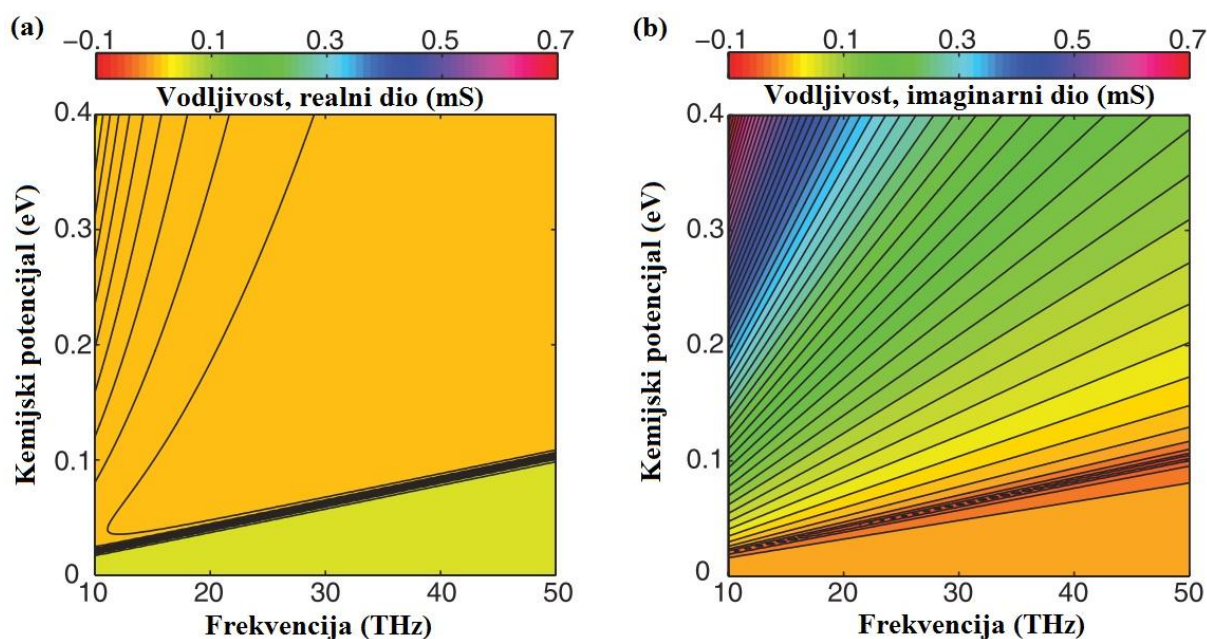 (a)
−0.1 0.1 0.3 0.5 0.7
Vodljivost, realni dio (mS)
0.4
0.3
0.2
0.1
0
Kemijski potencijal (eV)
10 20 30 40 50
Frekvencija (THz)
(b)
−0.1 0.1 0.3 0.5 0.7
Vodljivost, imaginarni dio (mS)
0.4
0.3
0.2
0.1
0
Kemijski potencijal (eV)
10 20 30 40 50
Frekvencija (THz)